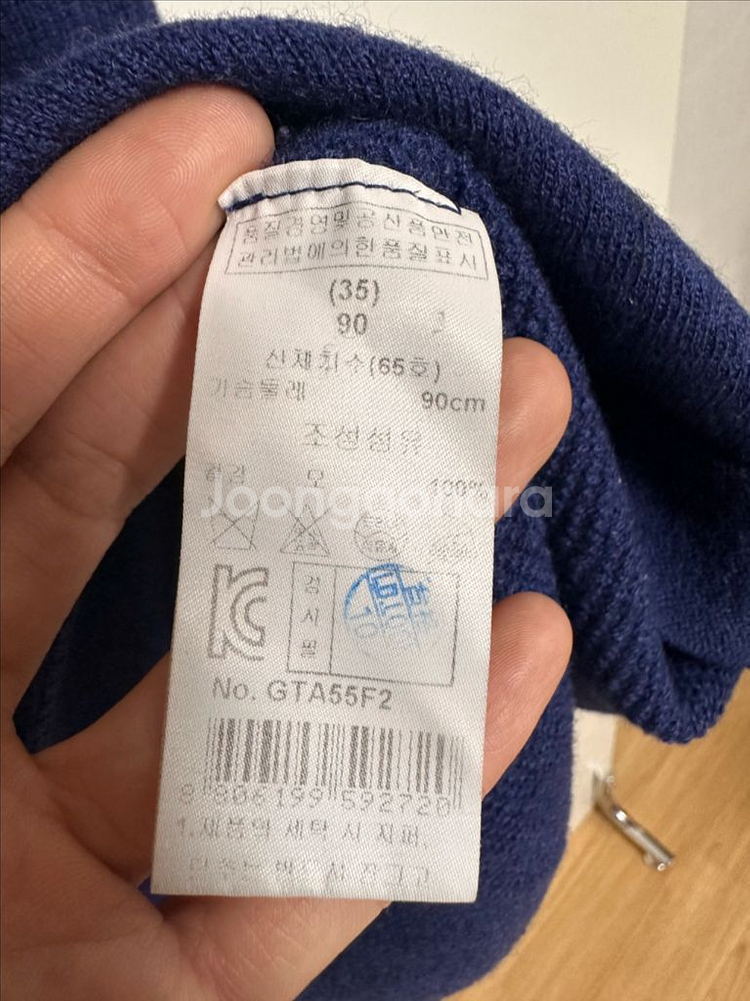 품질경영및공산품안전
관리법에의한품질표시
(35)
90
신체치수(65호)
가슴둘레 90cm
조성섬유
겉감 모 100%
Joonggonara
KC
검사필
No. GTA55F2
8 806199 592720
1.제품의 세탁 시 지퍼,